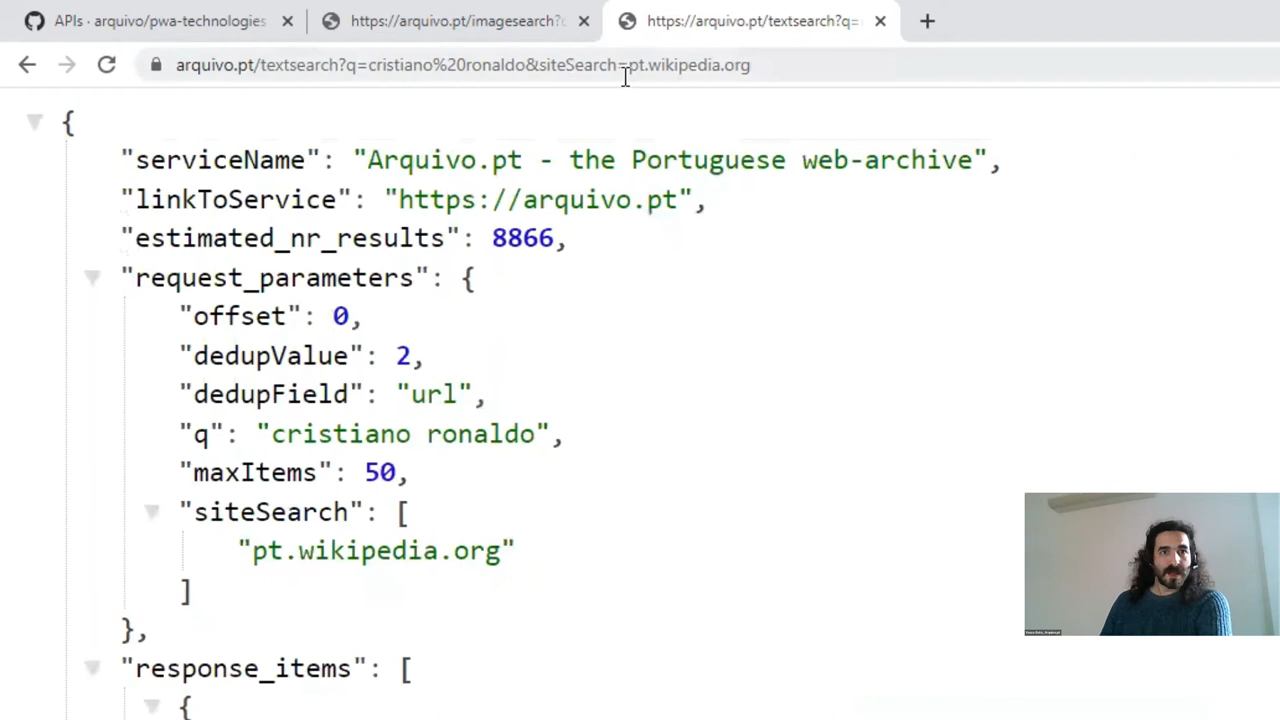 APIs · arquivo/pwa-technologies
https://arquivo.pt/imagesearch?
https://arquivo.pt/textsearch?q=
arquivo.pt/textsearch?q=cristiano%20ronaldo&siteSearch=pt.wikipedia.org
{
"serviceName": "Arquivo.pt - the Portuguese web-archive",
"linkToService": "https://arquivo.pt",
"estimated_nr_results": 8866,
"request_parameters": {
"offset": 0,
"dedupValue": 2,
"dedupField": "url",
"q": "cristiano ronaldo",
"maxItems": 50,
"siteSearch": [
"pt.wikipedia.org"
]
},
"response_items": [
{